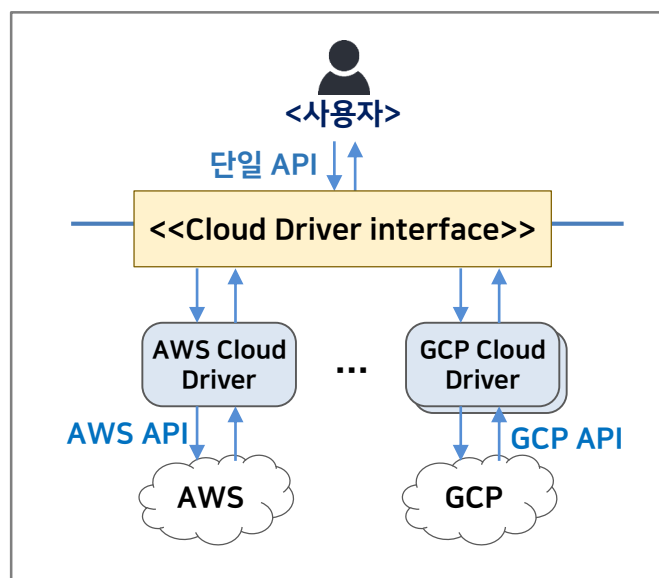 <사용자>
단일 API
<<Cloud Driver interface>>
AWS Cloud
Driver
...
GCP Cloud
Driver
AWS API
GCP API
AWS
GCP